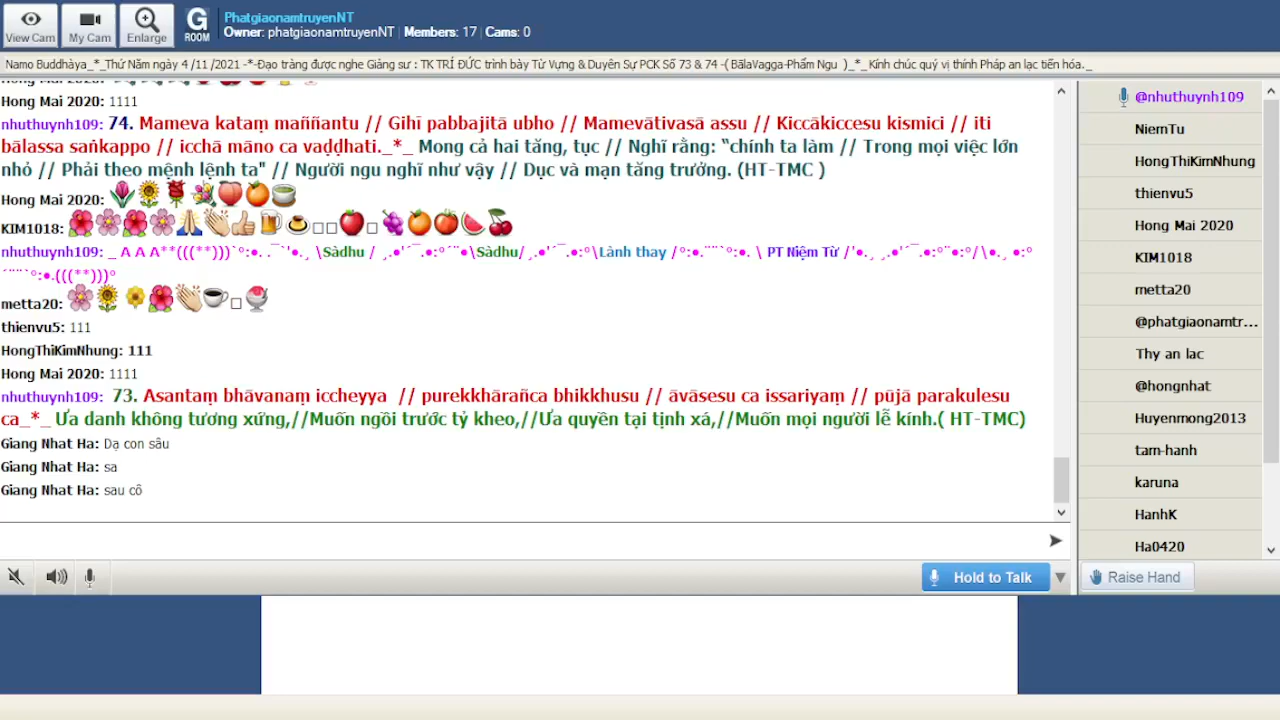 View Cam
My Cam
Enlarge
G
ROOM
PhatgiaonamtruyenNT
Owner: phatgiaonamtruyenNT | Members: 17 | Cams: 0
Namo Buddhàya_*_Thứ Năm ngày 4 /11 /2021 -*-Đạo tràng được nghe Giảng sư : TK TRÍ ĐỨC trình bày Từ Vựng & Duyên Sự PCK Số 73 & 74 -( BãlaVagga-Phẩm Ngu )_*_Kính chúc quý vị thính Pháp an lạc tiến hóa._
Hong Mai 2020: 1111
nhuthuynh109: 74. Mameva kataṃ maññantu // Gihī pabbajitā ubho // Mamevātivasā assu // Kiccākiccesu kismici // iti
bālassa saṅkappo // icchā māno ca vaḍḍhati._*_ Mong cả hai tăng, tục // Nghĩ rằng: “chính ta làm // Trong mọi việc lớn
nhỏ // Phải theo mệnh lệnh ta" // Người ngu nghĩ như vậy // Dục và mạn tăng trưởng. (HT-TMC )
Hong Mai 2020:
KIM1018:
nhuthuynh109: _ A A A**(((**)))`°:•. .¯`'•.¸ \Sàdhu / ¸.•'´¯.•:°´¨•\Sàdhu/¸.•'´¯.•:°\Lành thay /°:•.¨¨`°:•. \ PT Niệm Từ /'•.¸ ¸.•'´¯.•:°¨•:°/\•.¸ •:°
´¨¨`°:•.(((**)))°
metta20:
thienvu5: 111
HongThiKimNhung: 111
Hong Mai 2020: 1111
nhuthuynh109: 73. Asantaṃ bhāvanaṃ iccheyya // purekkhārañca bhikkhusu // āvāsesu ca issariyaṃ // pūjā parakulesu
ca_*_ Ưa danh không tương xứng,//Muốn ngồi trước tỷ kheo,//Ưa quyền tại tịnh xá,//Muốn mọi người lễ kính.( HT-TMC)
Giang Nhat Ha: Dạ con sâu
Giang Nhat Ha: sa
Giang Nhat Ha: sau cô
Hold to Talk
@nhuthuynh109
NiemTu
HongThiKimNhung
thienvu5
Hong Mai 2020
KIM1018
metta20
@phatgiaonamtr...
Thy an lac
@hongnhat
Huyenmong2013
tam-hanh
karuna
HanhK
Ha0420
Raise Hand